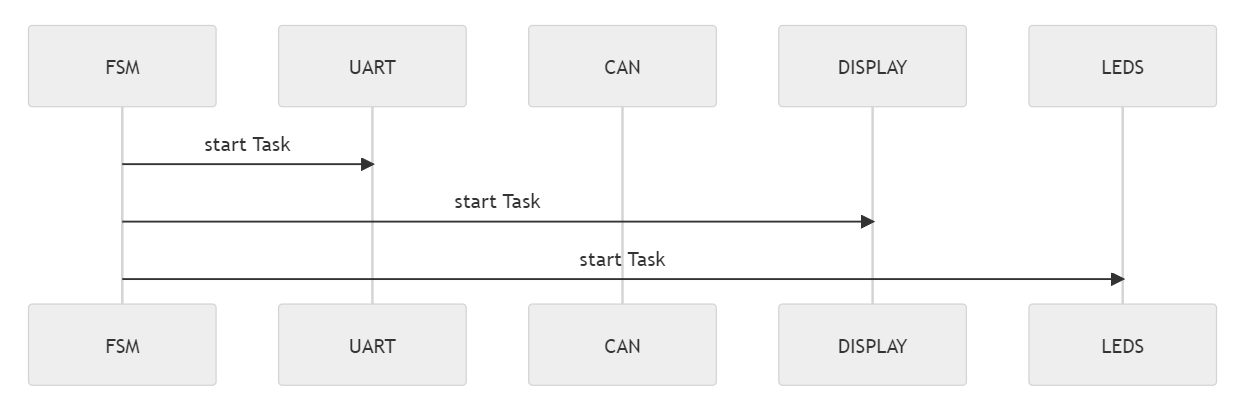 FSM
UART
CAN
DISPLAY
LEDS
start Task
start Task
start Task
FSM
UART
CAN
DISPLAY
LEDS